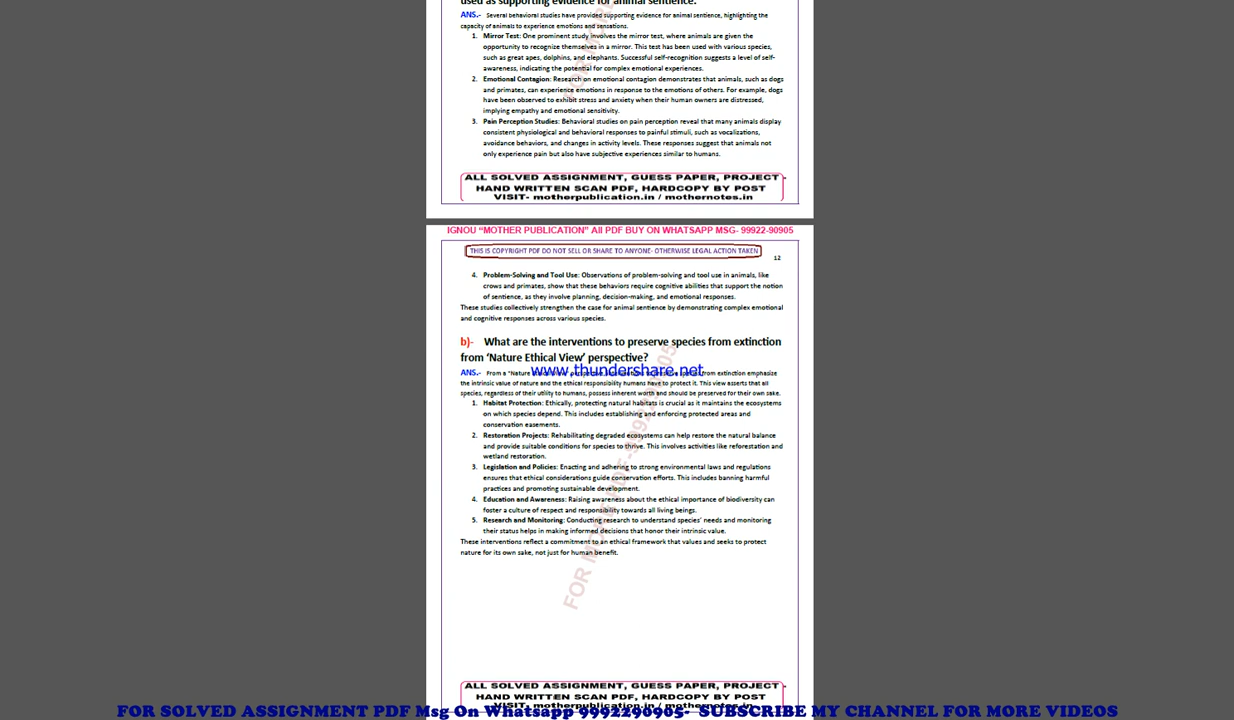 used as supporting evidence for animal sentience.
ANS.- Several behavioral studies have provided supporting evidence for animal sentience, highlighting the
capacity of animals to experience emotions and sensations.
1. Mirror Test: One prominent study involves the mirror test, where animals are given the
opportunity to recognize themselves in a mirror. This test has been used with various species,
such as great apes, dolphins, and elephants. Successful self-recognition suggests a level of self-
awareness, indicating the potential for complex emotional experiences.
2. Emotional Contagion: Research on emotional contagion demonstrates that animals, such as dogs
and primates, can experience emotions in response to the emotions of others. For example, dogs
have been observed to exhibit stress and anxiety when their human owners are distressed,
implying empathy and emotional sensitivity.
3. Pain Perception Studies: Behavioral studies on pain perception reveal that many animals display
consistent physiological and behavioral responses to painful stimuli, such as vocalizations,
avoidance behaviors, and changes in activity levels. These responses suggest that animals not
only experience pain but also have subjective experiences similar to humans.
ALL SOLVED ASSIGNMENT, GUESS PAPER, PROJECT -
HAND WRITTEN SCAN PDF, HARDCOPY BY POST
VISIT- motherpublication.in / mothernotes.in
IGNOU “MOTHER PUBLICATION” All PDF BUY ON WHATSAPP MSG- 99922-90905
THIS IS COPYRIGHT PDF DO NOT SELL OR SHARE TO ANYONE- OTHERWISE LEGAL ACTION TAKEN
12
4. Problem-Solving and Tool Use: Observations of problem-solving and tool use in animals, like
crows and primates, show that these behaviors require cognitive abilities that support the notion
of sentience, as they involve planning, decision-making, and emotional responses.
These studies collectively strengthen the case for animal sentience by demonstrating complex emotional
and cognitive responses across various species.
b)- What are the interventions to preserve species from extinction
from ‘Nature Ethical View’ perspective?
www.thundershare.net
ANS.- From a "Nature from extinction emphasize
the intrinsic value of nature and the ethical responsibility humans have to protect it. This view asserts that all
species, regardless of their utility to humans, possess inherent worth and should be preserved for their own sake.
1. Habitat Protection: Ethically, protecting natural habitats is crucial as it maintains the ecosystems
on which species depend. This includes establishing and enforcing protected areas and
conservation easements.
2. Restoration Projects: Rehabilitating degraded ecosystems can help restore the natural balance
and provide suitable conditions for species to thrive. This involves activities like reforestation and
wetland restoration.
3. Legislation and Policies: Enacting and adhering to strong environmental laws and regulations
ensures that ethical considerations guide conservation efforts. This includes banning harmful
practices and promoting sustainable development.
4. Education and Awareness: Raising awareness about the ethical importance of biodiversity can
foster a culture of respect and responsibility towards all living beings.
5. Research and Monitoring: Conducting research to understand species' needs and monitoring
their status helps in making informed decisions that honor their intrinsic value.
These interventions reflect a commitment to an ethical framework that values and seeks to protect
nature for its own sake, not just for human benefit.
ALL SOLVED ASSIGNMENT, GUESS PAPER, PROJECT -
HAND WRITTEN SCAN PDF, HARDCOPY BY POST
VISIT- motherpublication.in / mothernotes.in
FOR SOLVED ASSIGNMENT PDF Msg On Whatsapp 9992290905- SUBSCRIBE MY CHANNEL FOR MORE VIDEOS